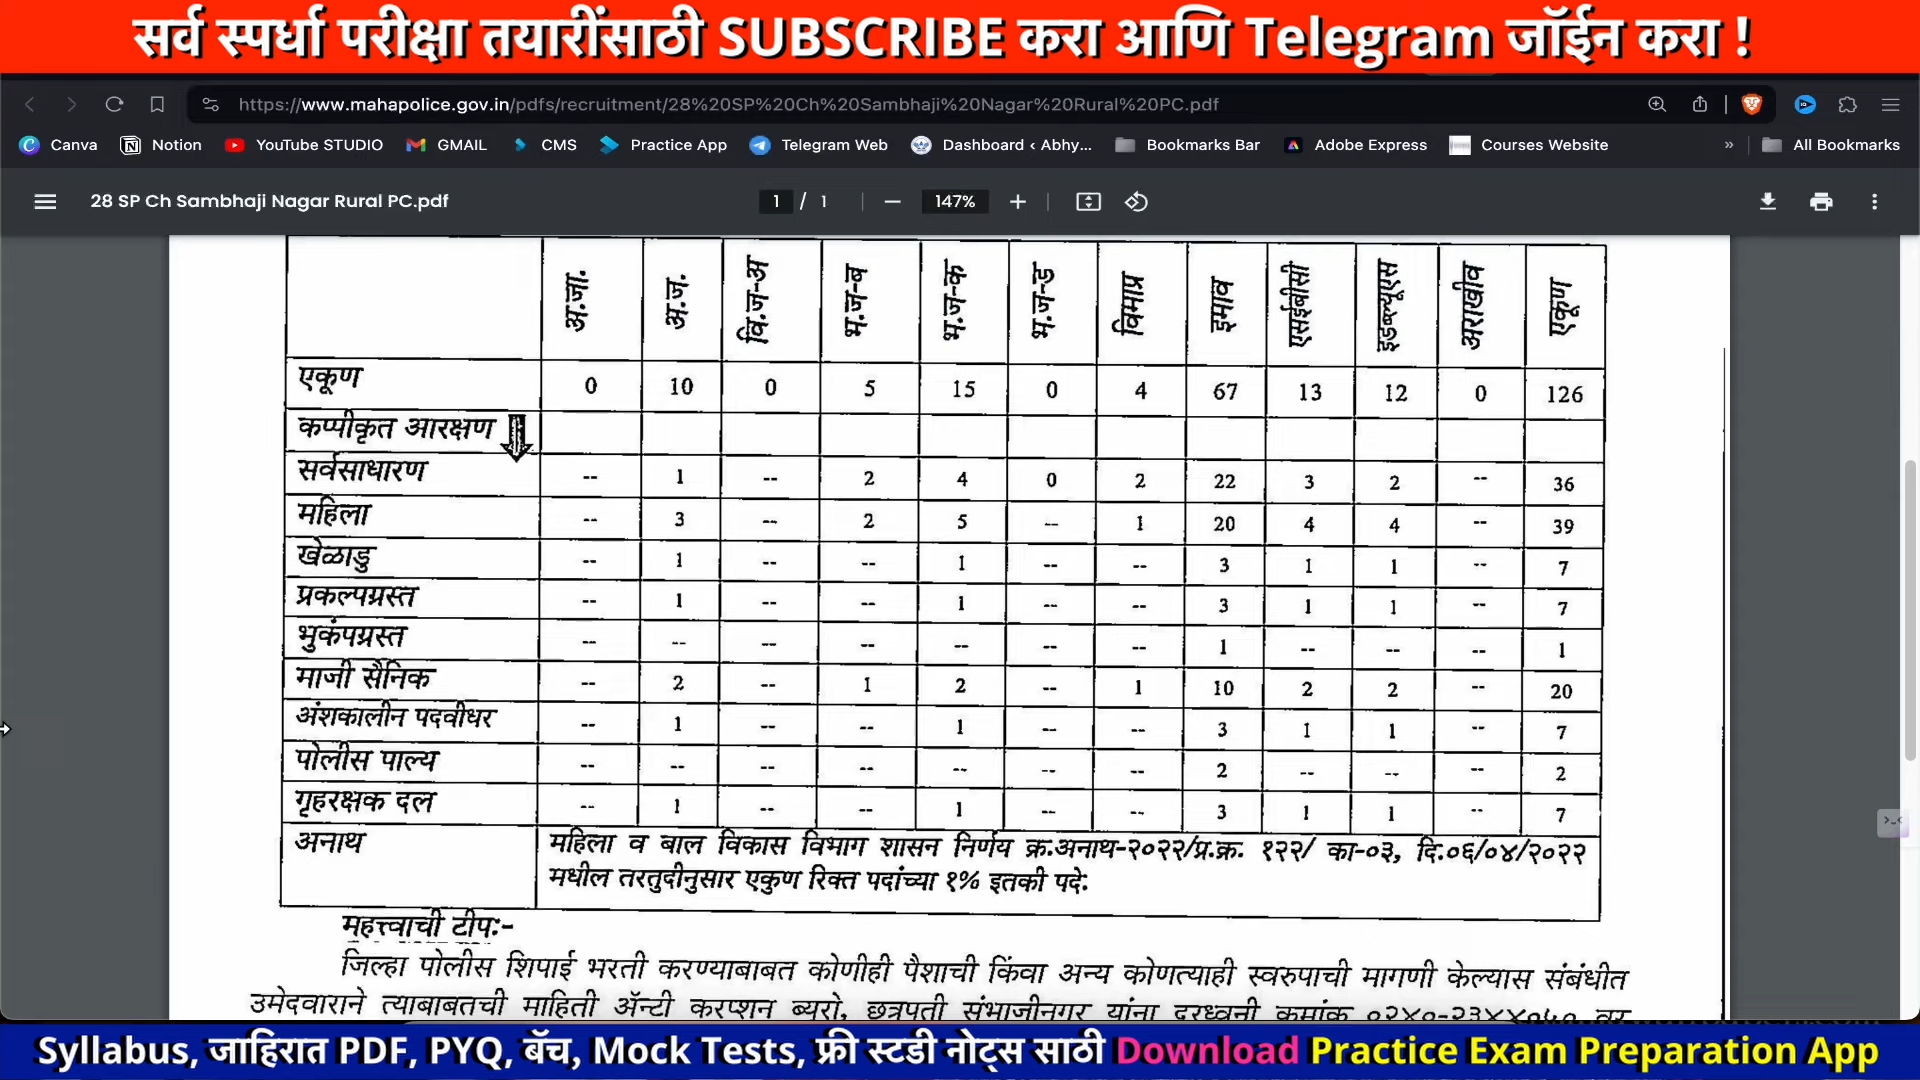 सर्व स्पर्धा परीक्षा तयारींसाठी SUBSCRIBE करा आणि Telegram जॉईन करा !
https://www.mahapolice.gov.in/pdfs/recruitment/28%20SP%20Ch%20Sambhaji%20Nagar%20Rural%20PC.pdf
Canva Notion YouTube STUDIO GMAIL CMS Practice App Telegram Web Dashboard ‹ Abhy... Bookmarks Bar Adobe Express Courses Website » All Bookmarks
28 SP Ch Sambhaji Nagar Rural PC.pdf 1 / 1 147%
अ.जा. अ.ज. वि.ज-अ भ.ज-ब भ.ज-क भ.ज-ड विमाप्र इमाव एसईबीसी इडब्ल्यूएस अराखीव एकूण
एकूण 0 10 0 5 15 0 4 67 13 12 0 126
कप्पीकृत आरक्षण
सर्वसाधारण -- 1 -- 2 4 0 2 22 3 2 -- 36
महिला -- 3 -- 2 5 -- 1 20 4 4 -- 39
खेळाडु -- 1 -- -- 1 -- -- 3 1 1 -- 7
प्रकल्पग्रस्त -- 1 -- -- 1 -- -- 3 1 1 -- 7
भुकंपग्रस्त -- -- -- -- -- -- -- 1 -- -- -- 1
माजी सैनिक -- 2 -- 1 2 -- 1 10 2 2 -- 20
अंशकालीन पदवीधर -- 1 -- -- 1 -- -- 3 1 1 -- 7
पोलीस पाल्य -- -- -- -- -- -- -- 2 -- -- -- 2
गृहरक्षक दल -- 1 -- -- 1 -- -- 3 1 1 -- 7
अनाथ महिला व बाल विकास विभाग शासन निर्णय क्र.अनाथ-२०२२/प्र.क्र. १२२/ का-०३, दि.०६/०४/२०२२
मधील तरतुदीनुसार एकुण रिक्त पदांच्या १% इतकी पदे:
महत्त्वाची टीप:-
जिल्हा पोलीस शिपाई भरती करण्याबाबत कोणीही पैशाची किंवा अन्य कोणत्याही स्वरुपाची मागणी केल्यास संबंधीत
उमेदवाराने त्याबाबतची माहिती ॲन्टी करप्शन ब्युरो, छत्रपती संभाजीनगर यांना दुरध्वनी क्रमांक ०२४०-२३४४०५० वर
Syllabus, जाहिरात PDF, PYQ, बॅच, Mock Tests, फ्री स्टडी नोट्स साठी Download Practice Exam Preparation App